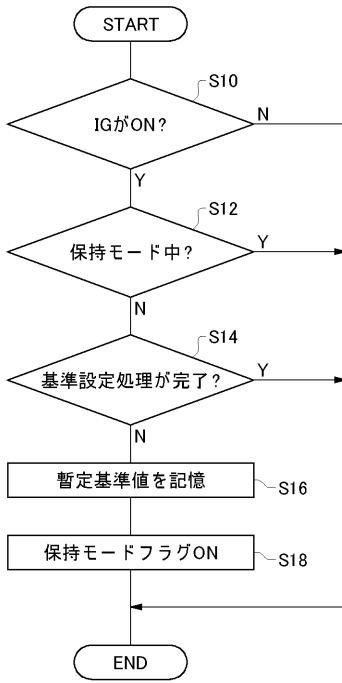 START
S10
IGがON?
N
Y
S12
保持モード中?
Y
N
S14
基準設定処理が完了?
Y
N
暫定基準値を記憶
S16
保持モードフラグON
S18
END